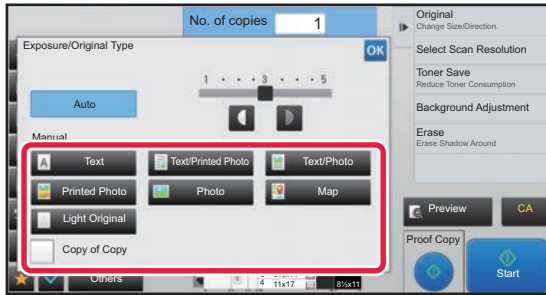 No. of copies 1
Exposure/Original Type
OK
1 3 5
Auto
Manual
Text
Text/Printed Photo
Text/Photo
Printed Photo
Photo
Map
Light Original
Copy of Copy
Others
4 11x17
8½x11
Original
Change Size/Direction.
Select Scan Resolution
Toner Save
Reduce Toner Consumption
Background Adjustment
Erase
Erase Shadow Around
Preview
CA
Proof Copy
Start